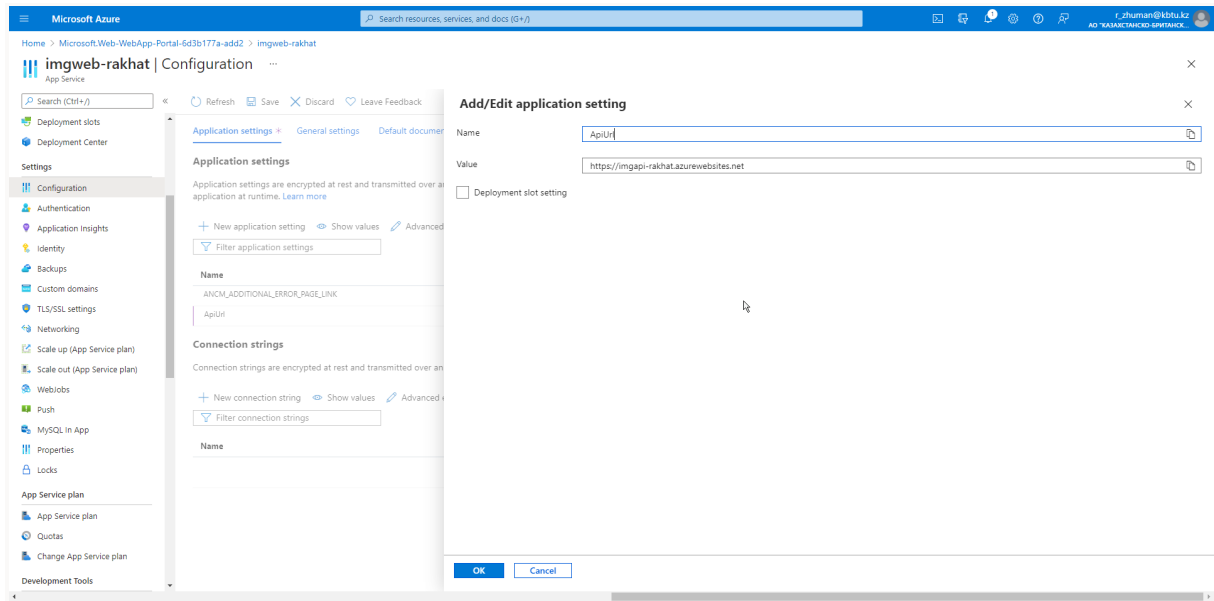 Microsoft Azure
Search resources, services, and docs (G+/)
1
r_zhuman@kbtu.kz
АО "КАЗАХСТАНСКО-БРИТАНСК...
Home > Microsoft.Web-WebApp-Portal-6d3b177a-add2 > imgweb-rakhat
imgweb-rakhat | Configuration ...
App Service
Search (Ctrl+/)
Deployment slots
Deployment Center
Settings
Configuration
Authentication
Application Insights
Identity
Backups
Custom domains
TLS/SSL settings
Networking
Scale up (App Service plan)
Scale out (App Service plan)
WebJobs
Push
MySQL In App
Properties
Locks
App Service plan
App Service plan
Quotas
Change App Service plan
Development Tools
Refresh Save Discard Leave Feedback
Application settings * General settings Default documen
Application settings
Application settings are encrypted at rest and transmitted over a
application at runtime. Learn more
New application setting Show values Advanced
Filter application settings
Name
ANCM_ADDITIONAL_ERROR_PAGE_LINK
ApiUrl
Connection strings
Connection strings are encrypted at rest and transmitted over an
New connection string Show values Advanced e
Filter connection strings
Name
Add/Edit application setting
Name ApiUrl
Value https://imgapi-rakhat.azurewebsites.net
Deployment slot setting
OK Cancel